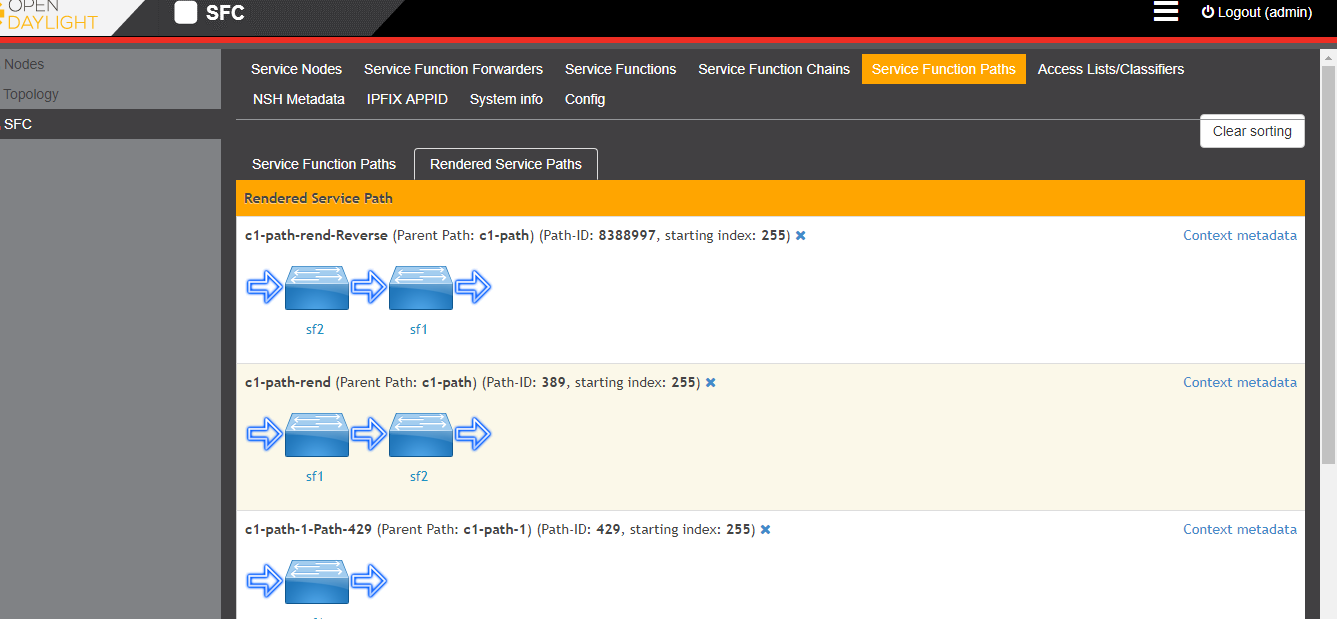 OPEN
DAYLIGHT
SFC
Logout (admin)
Nodes
Topology
SFC
Service Nodes Service Function Forwarders Service Functions Service Function Chains Service Function Paths Access Lists/Classifiers
NSH Metadata IPFIX APPID System info Config
Clear sorting
Service Function Paths Rendered Service Paths
Rendered Service Path
c1-path-rend-Reverse (Parent Path: c1-path) (Path-ID: 8388997, starting index: 255) Context metadata
sf2 sf1
c1-path-rend (Parent Path: c1-path) (Path-ID: 389, starting index: 255) Context metadata
sf1 sf2
c1-path-1-Path-429 (Parent Path: c1-path-1) (Path-ID: 429, starting index: 255) Context metadata